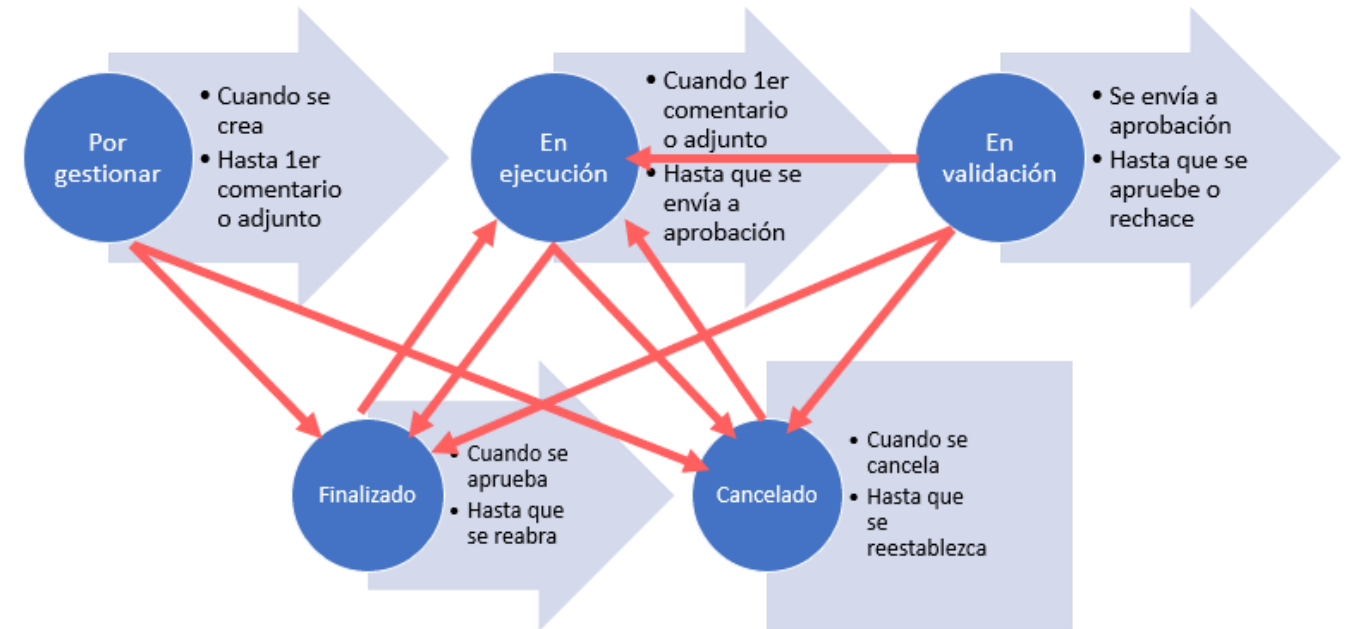 Por
gestionar
• Cuando se
crea
• Hasta 1er
comentario
o adjunto
En
ejecución
• Cuando 1er
comentario
o adjunto
• Hasta que se
envía a
aprobación
En
validación
• Se envía a
aprobación
• Hasta que se
apruebe o
rechace
Finalizado
• Cuando se
aprueba
• Hasta que
se reabra
Cancelado
• Cuando se
cancela
• Hasta que
se
reestablezca